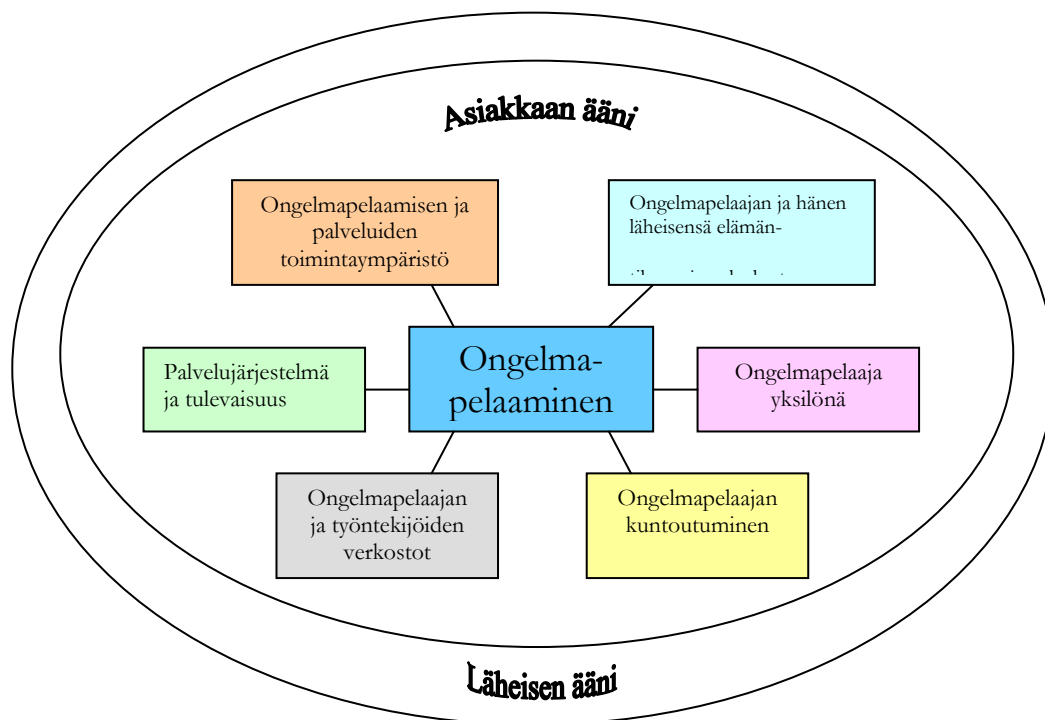 Asiakkaan ääni
Ongelmapelaamisen ja
palveluiden
toimintaympäristö
Ongelmapelaajan ja hänen
läheisensä elämän-
Ongelma-
pelaaminen
Palvelujärjestelmä
ja tulevaisuus
Ongelmapelaaja
yksilönä
Ongelmapelaajan
ja työntekijöiden
verkostot
Ongelmapelaajan
kuntoutuminen
Läheisen ääni